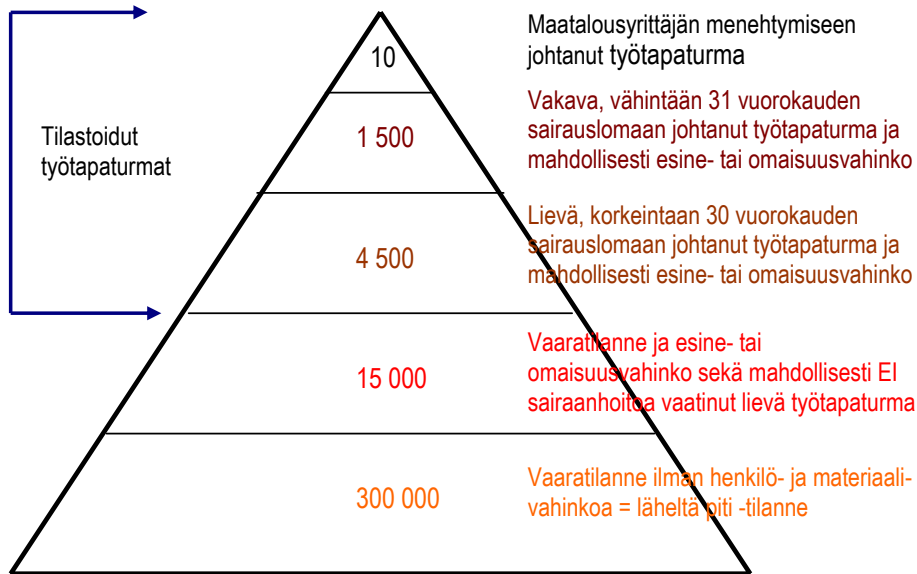 Tilastoidut
työtapaturmat
10
Maatalousyrittäjän menehtymiseen
johtanut työtapaturma
1 500
Vakava, vähintään 31 vuorokauden
sairauslomaan johtanut työtapaturma ja
mahdollisesti esine- tai omaisuusvahinko
4 500
Lievä, korkeintaan 30 vuorokauden
sairauslomaan johtanut työtapaturma ja
mahdollisesti esine- tai omaisuusvahinko
15 000
Vaaratilanne ja esine- tai
omaisuusvahinko sekä mahdollisesti EI
sairaanhoitoa vaatinut lievä työtapaturma
300 000
Vaaratilanne ilman henkilö- ja materiaali-
vahinkoa = läheltä piti -tilanne